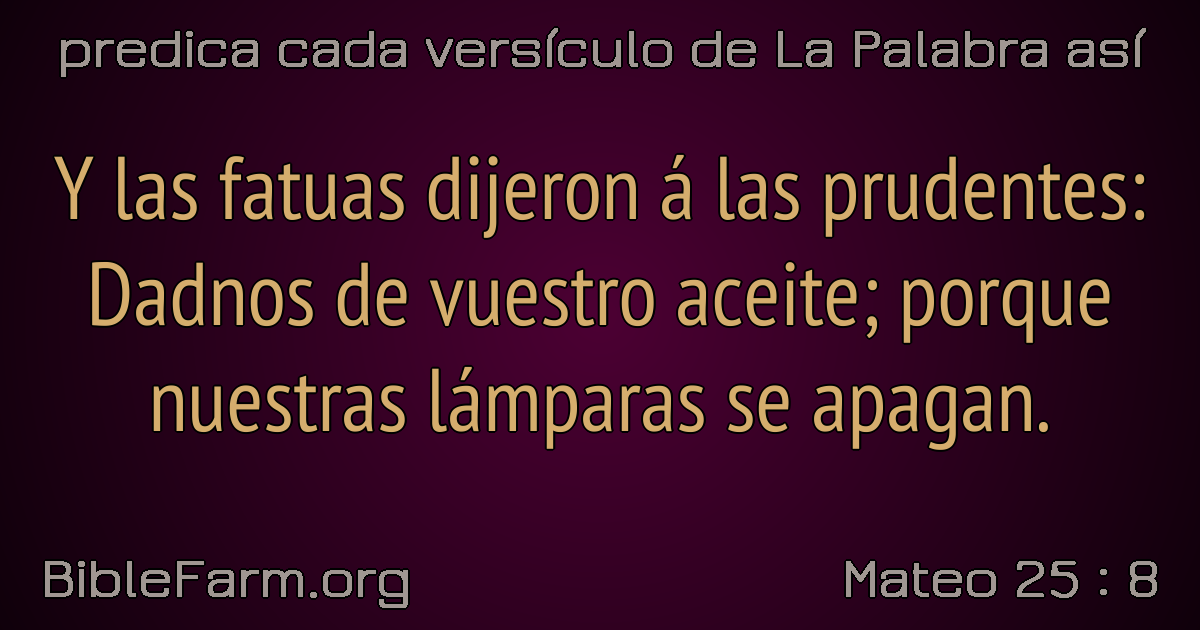 predica cada versículo de La Palabra así
Y las fatuas dijeron á las prudentes:
Dadnos de vuestro aceite; porque
nuestras lámparas se apagan.
BibleFarm.org
Mateo 25 : 8